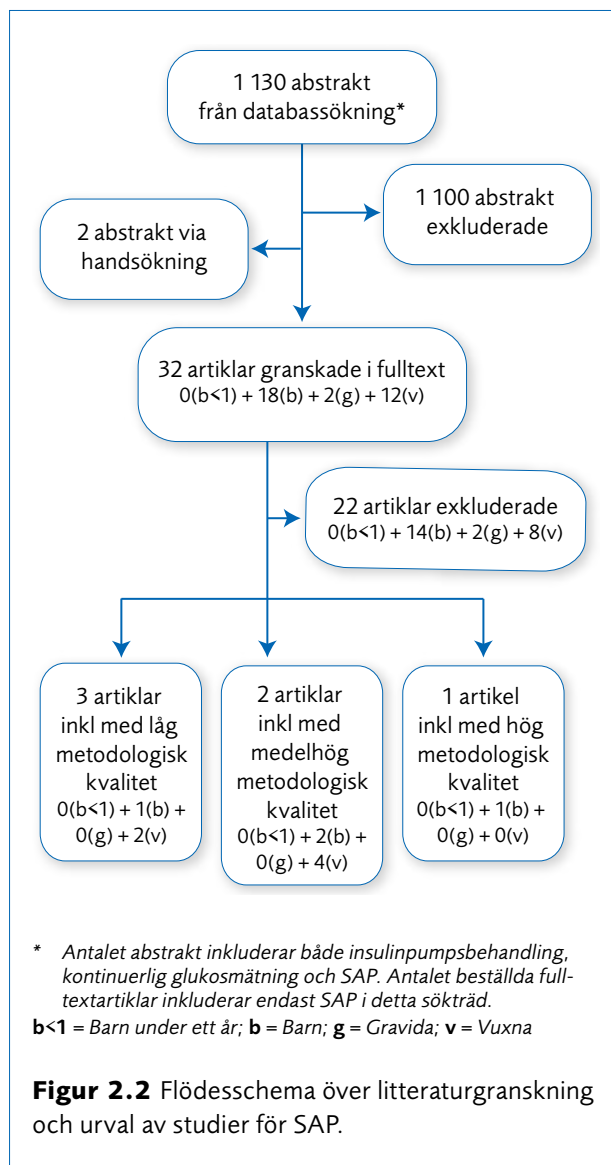 1 130 abstrakt
från databassökning*
1 100 abstrakt
exkluderade
2 abstrakt via
handsökning
32 artiklar granskade i fulltext
0(b<1) + 18(b) + 2(g) + 12(v)
22 artiklar exkluderade
0(b<1) + 14(b) + 2(g) + 8(v)
3 artiklar
inkl med låg
metodologisk
kvalitet
0(b<1) + 1(b) +
0(g) + 2(v)
2 artiklar
inkl med
medelhög
metodologisk
kvalitet
0(b<1) + 2(b) +
0(g) + 4(v)
1 artikel
inkl med hög
metodologisk
kvalitet
0(b<1) + 1(b) +
0(g) + 0(v)
* Antalet abstrakt inkluderar både insulinpumpsbehandling,
kontinuerlig glukosmätning och SAP. Antalet beställda full-
textartiklar inkluderar endast SAP i detta sökträd.
b<1 = Barn under ett år; b = Barn; g = Gravida; v = Vuxna
Figur 2.2 Flödesschema över litteraturgranskning
och urval av studier för SAP.